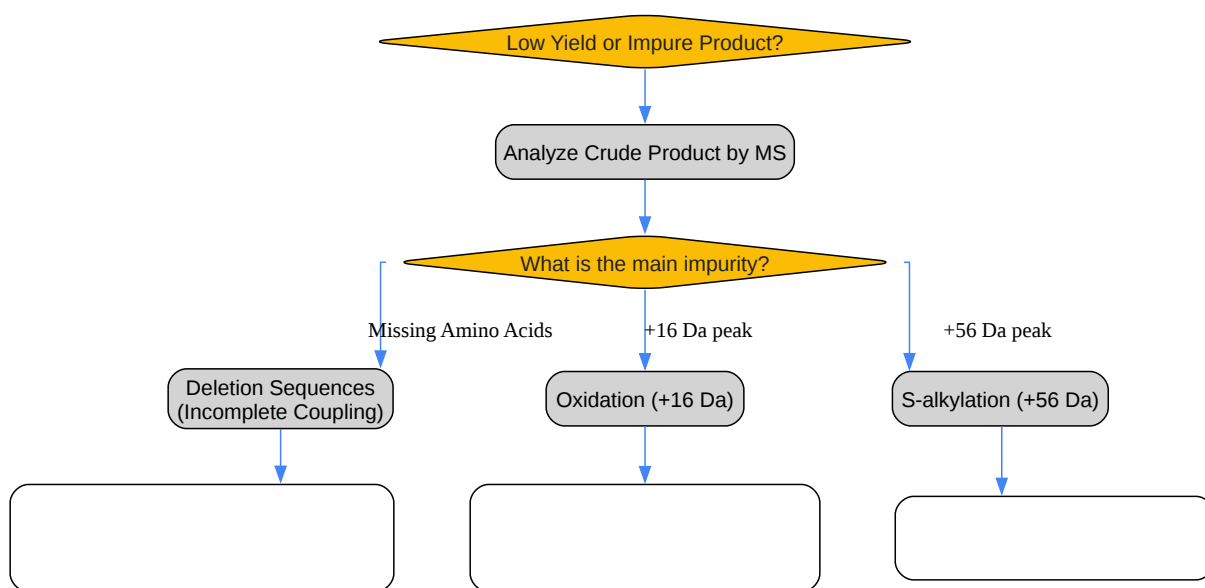 Low Yield or Impure Product?
Analyze Crude Product by MS
What is the main impurity?
Missing Amino Acids
+16 Da peak
+56 Da peak
Deletion Sequences
(Incomplete Coupling)
Oxidation (+16 Da)
S-alkylation (+56 Da)